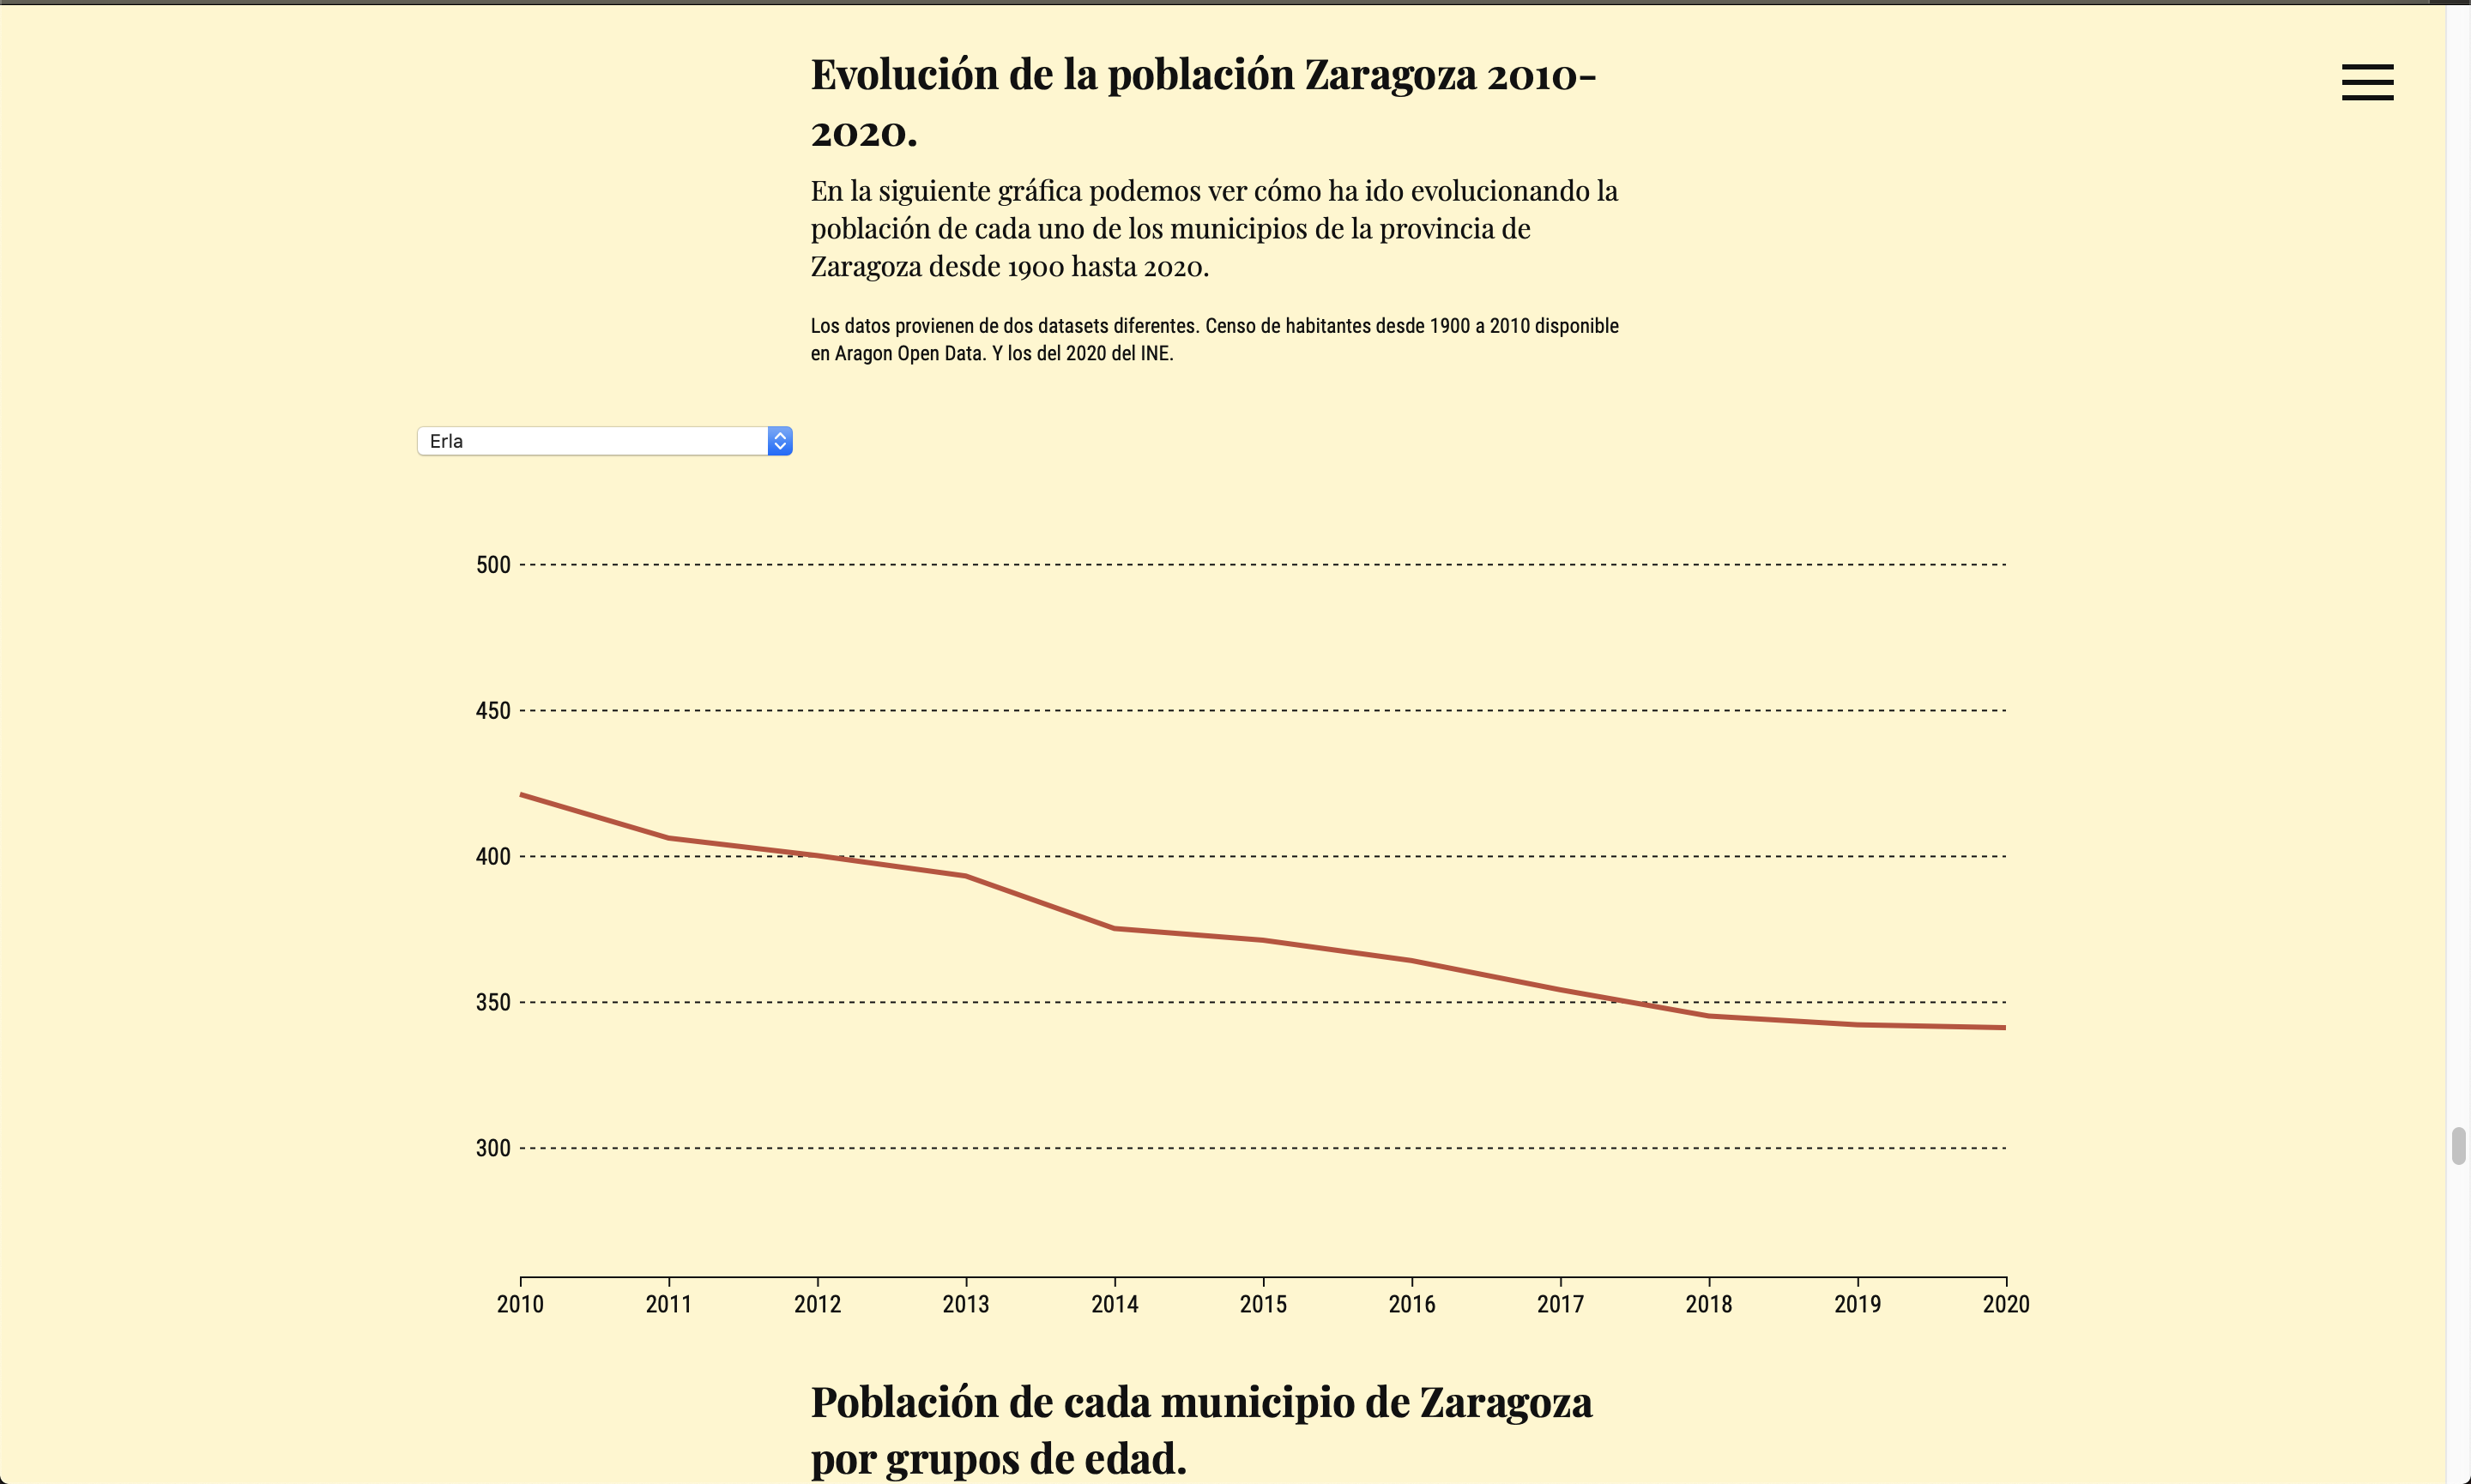 Evolución de la población Zaragoza 2010-
2020.
En la siguiente gráfica podemos ver cómo ha ido evolucionando la
población de cada uno de los municipios de la provincia de
Zaragoza desde 1900 hasta 2020.
Los datos provienen de dos datasets diferentes. Censo de habitantes desde 1900 a 2010 disponible
en Aragon Open Data. Y los del 2020 del INE.
Erla
500
450
400
350
300
2010 2011 2012 2013 2014 2015 2016 2017 2018 2019 2020
Población de cada municipio de Zaragoza
por grupos de edad.